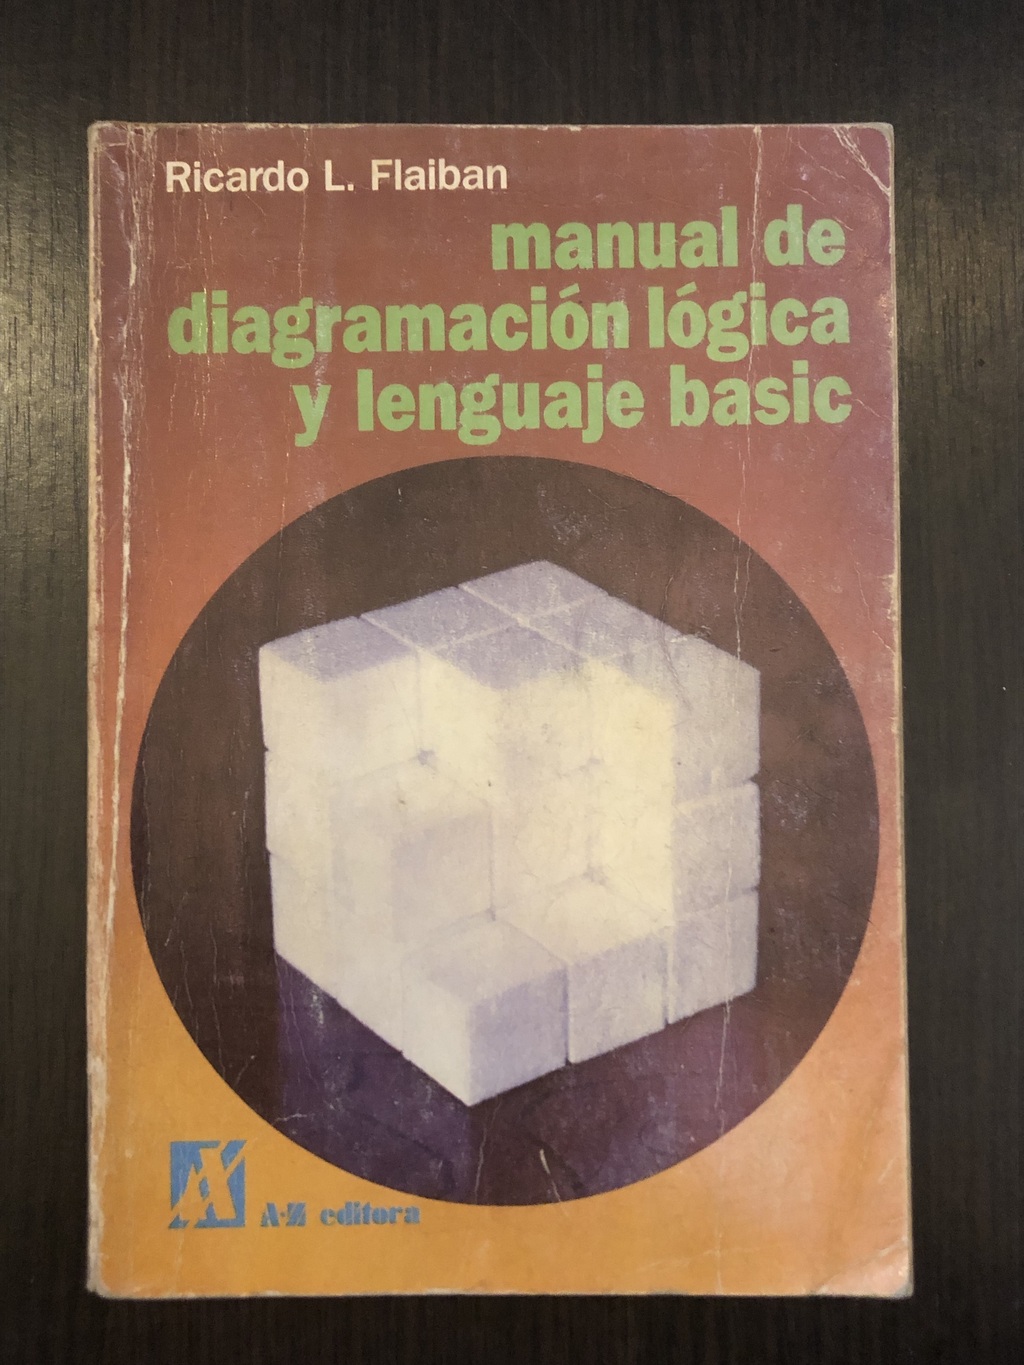 Ricardo L. Flaiban
manual de
diagramación lógica
y lenguaje basic
A·Z editora